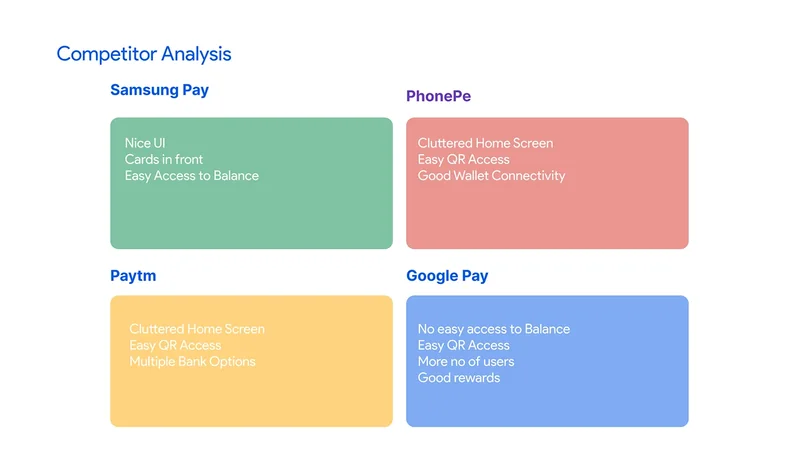 Competitor Analysis
Samsung Pay
Nice UI
Cards in front
Easy Access to Balance
PhonePe
Cluttered Home Screen
Easy QR Access
Good Wallet Connectivity
Paytm
Cluttered Home Screen
Easy QR Access
Multiple Bank Options
Google Pay
No easy access to Balance
Easy QR Access
More no of users
Good rewards